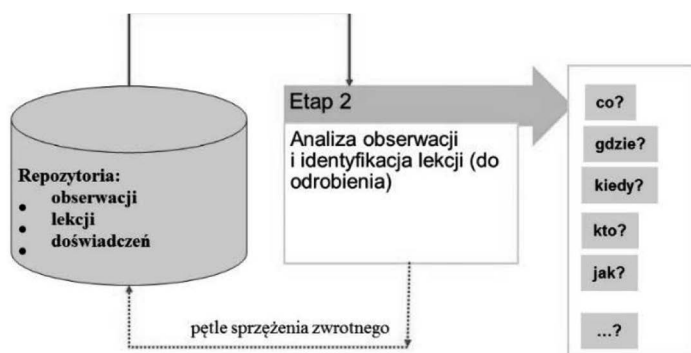 Repozytoria:
• obserwacji
• lekcji
• doświadczeń
Etap 2
Analiza obserwacji
i identyfikacja lekcji (do
odrobienia)
co?
gdzie?
kiedy?
kto?
jak?
...?
pętle sprzężenia zwrotnego